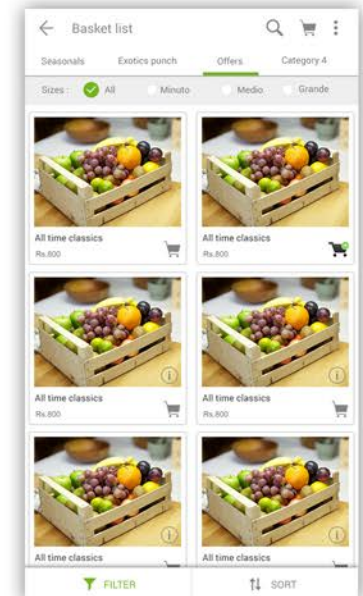 Basket list
Seasonals Exotics punch Offers Category 4
Sizes : All Minuto Medio Grande
All time classics All time classics
Rs.800 Rs.800
All time classics All time classics
Rs.800 Rs.800
All time classics All time classics
FILTER SORT